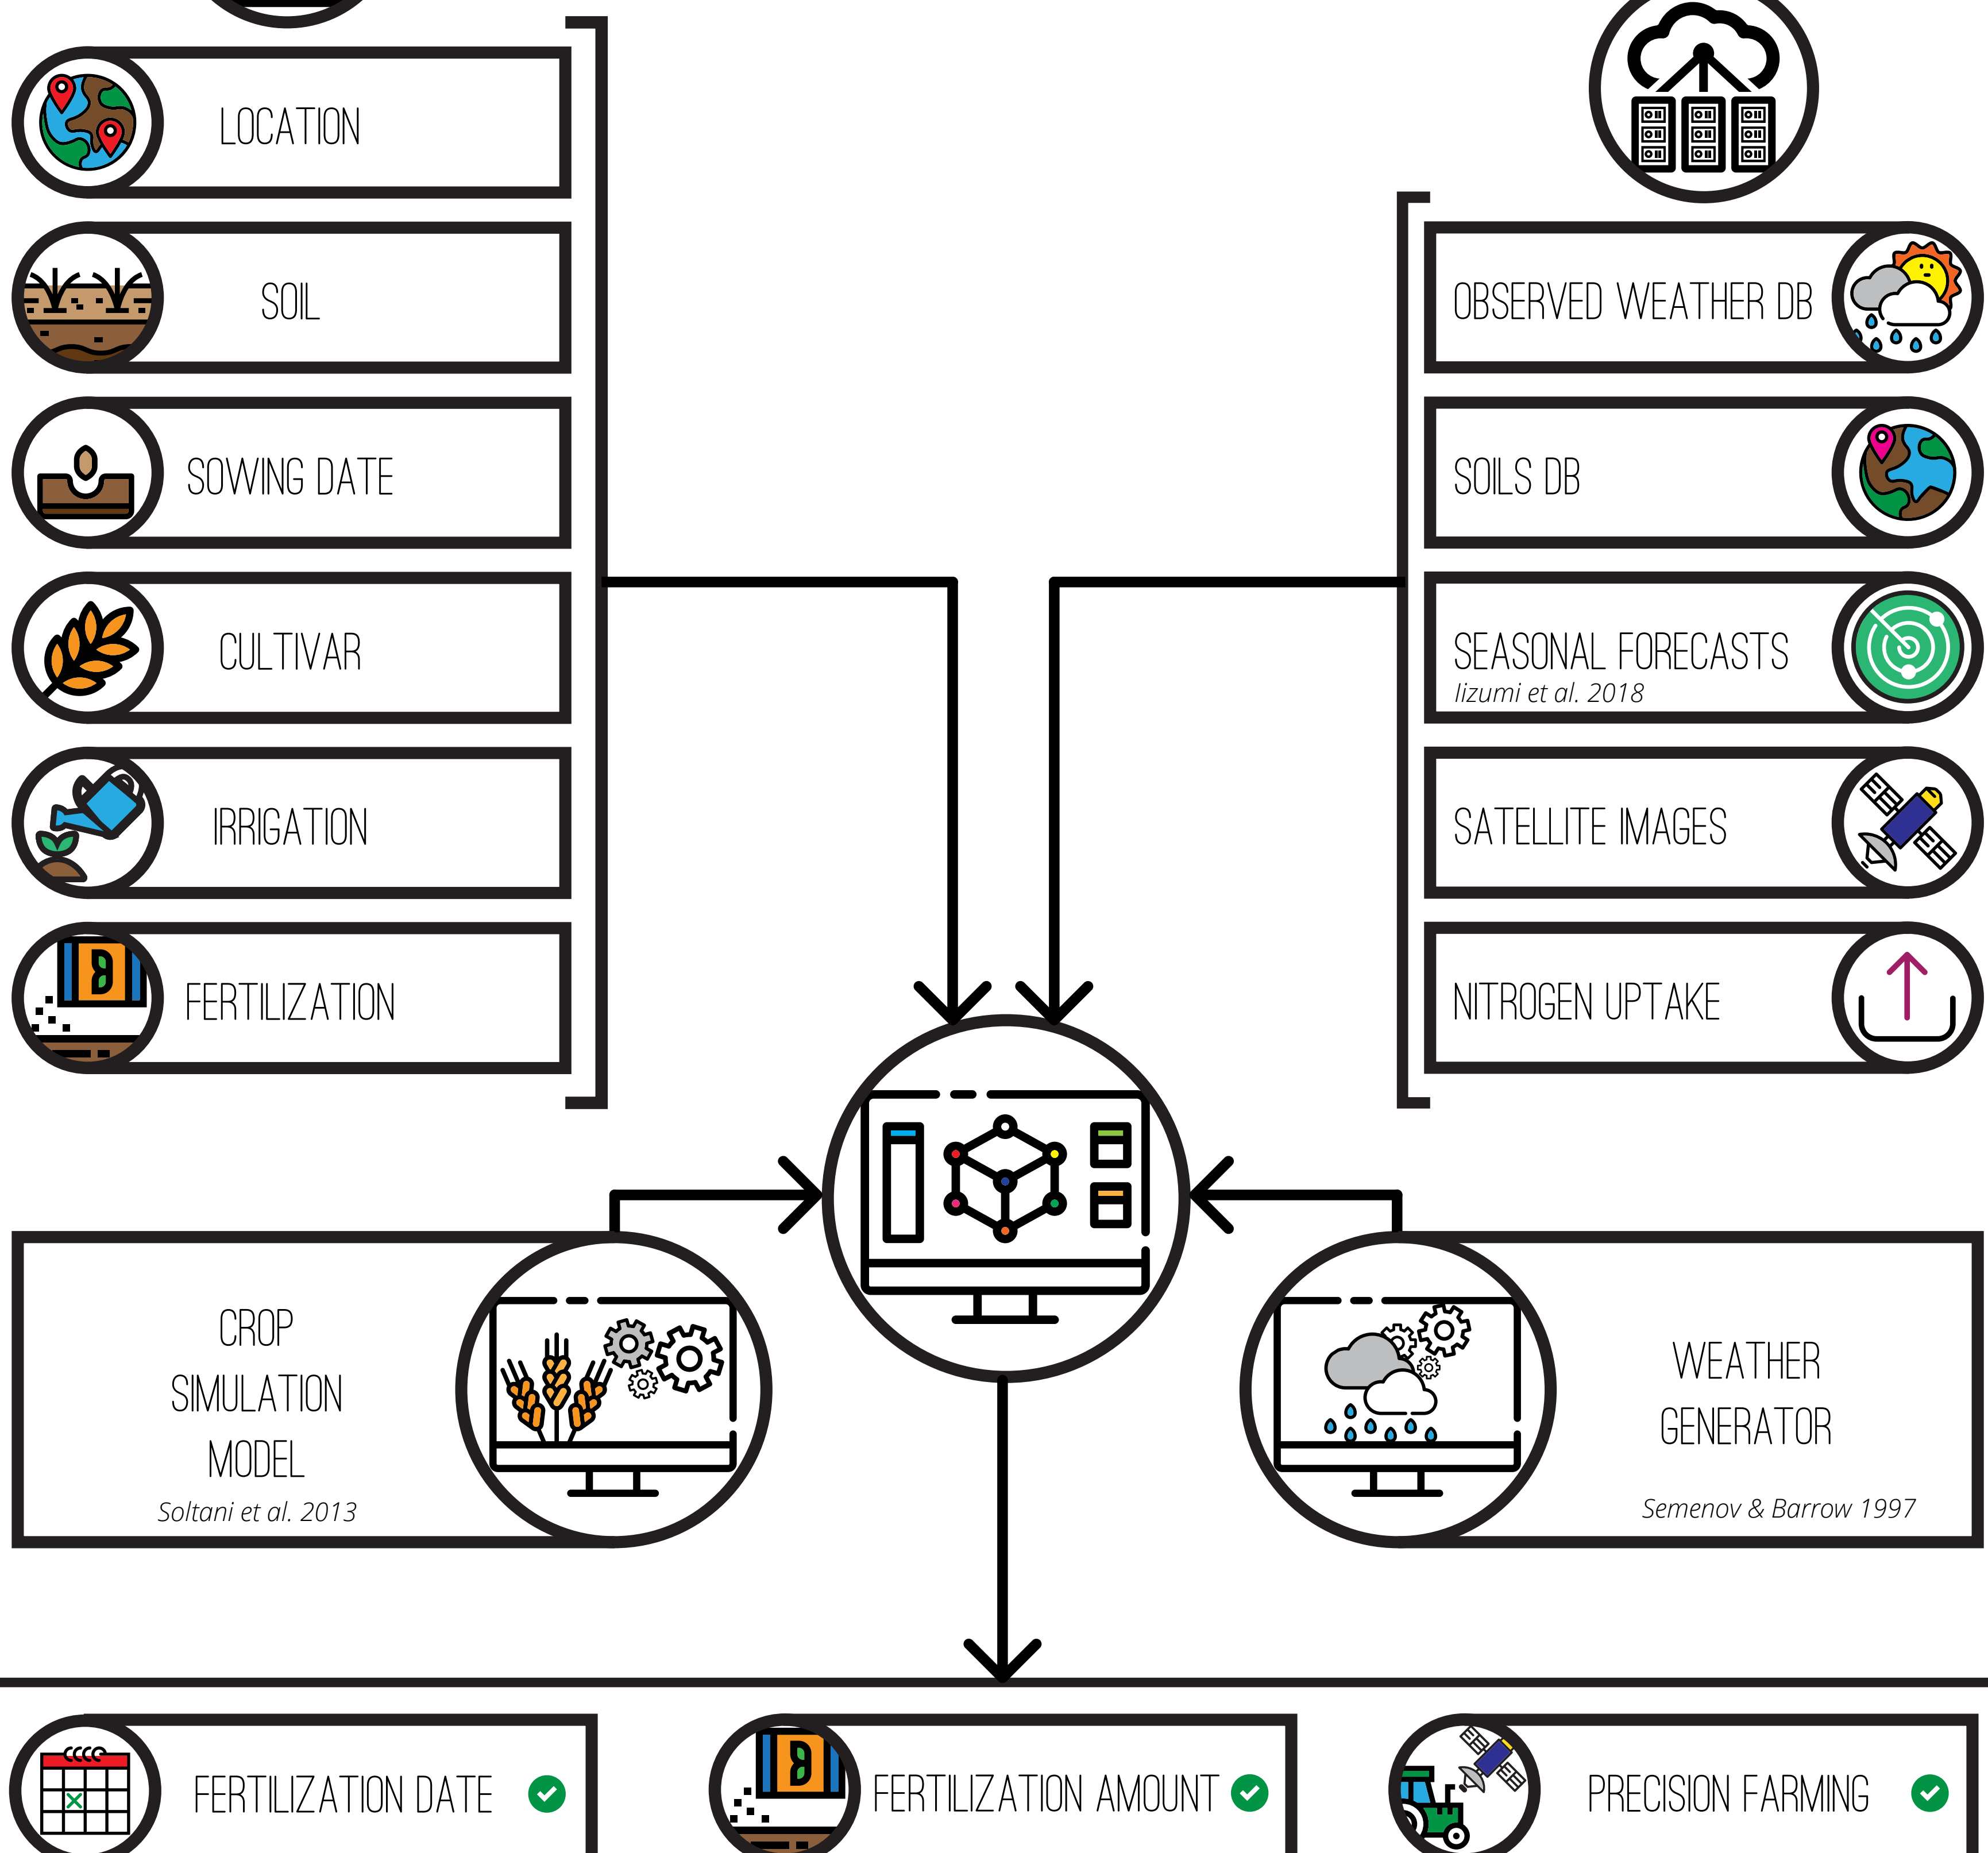 LOCATION
SOIL
SOWING DATE
CULTIVAR
IRRIGATION
FERTILIZATION
OBSERVED WEATHER DB
SOILS DB
SEASONAL FORECASTS
Iizumi et al. 2018
SATELLITE IMAGES
NITROGEN UPTAKE
CROP
SIMULATION
MODEL
Soltani et al. 2013
WEATHER
GENERATOR
Semenov & Barrow 1997
FERTILIZATION DATE
FERTILIZATION AMOUNT
PRECISION FARMING